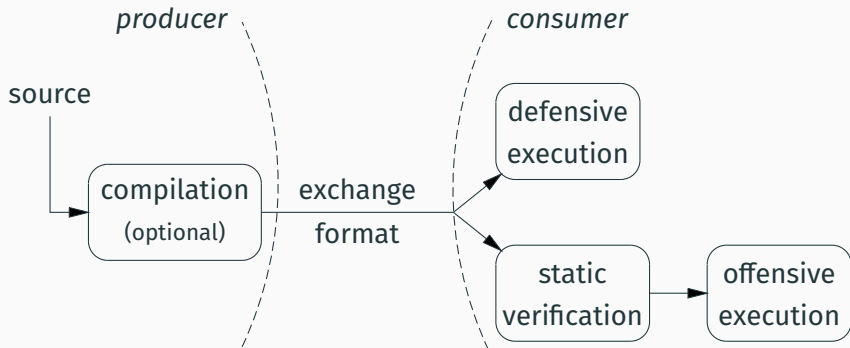 producer
consumer
source
compilation
(optional)
exchange
format
defensive
execution
static
verification
offensive
execution